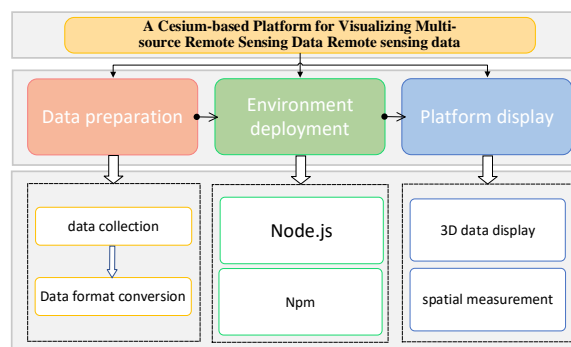 A Cesium-based Platform for Visualizing Multi-
source Remote Sensing Data Remote sensing data
Data preparation
Environment
deployment
Platform display
data collection
Data format conversion
Node.js
Npm
3D data display
spatial measurement